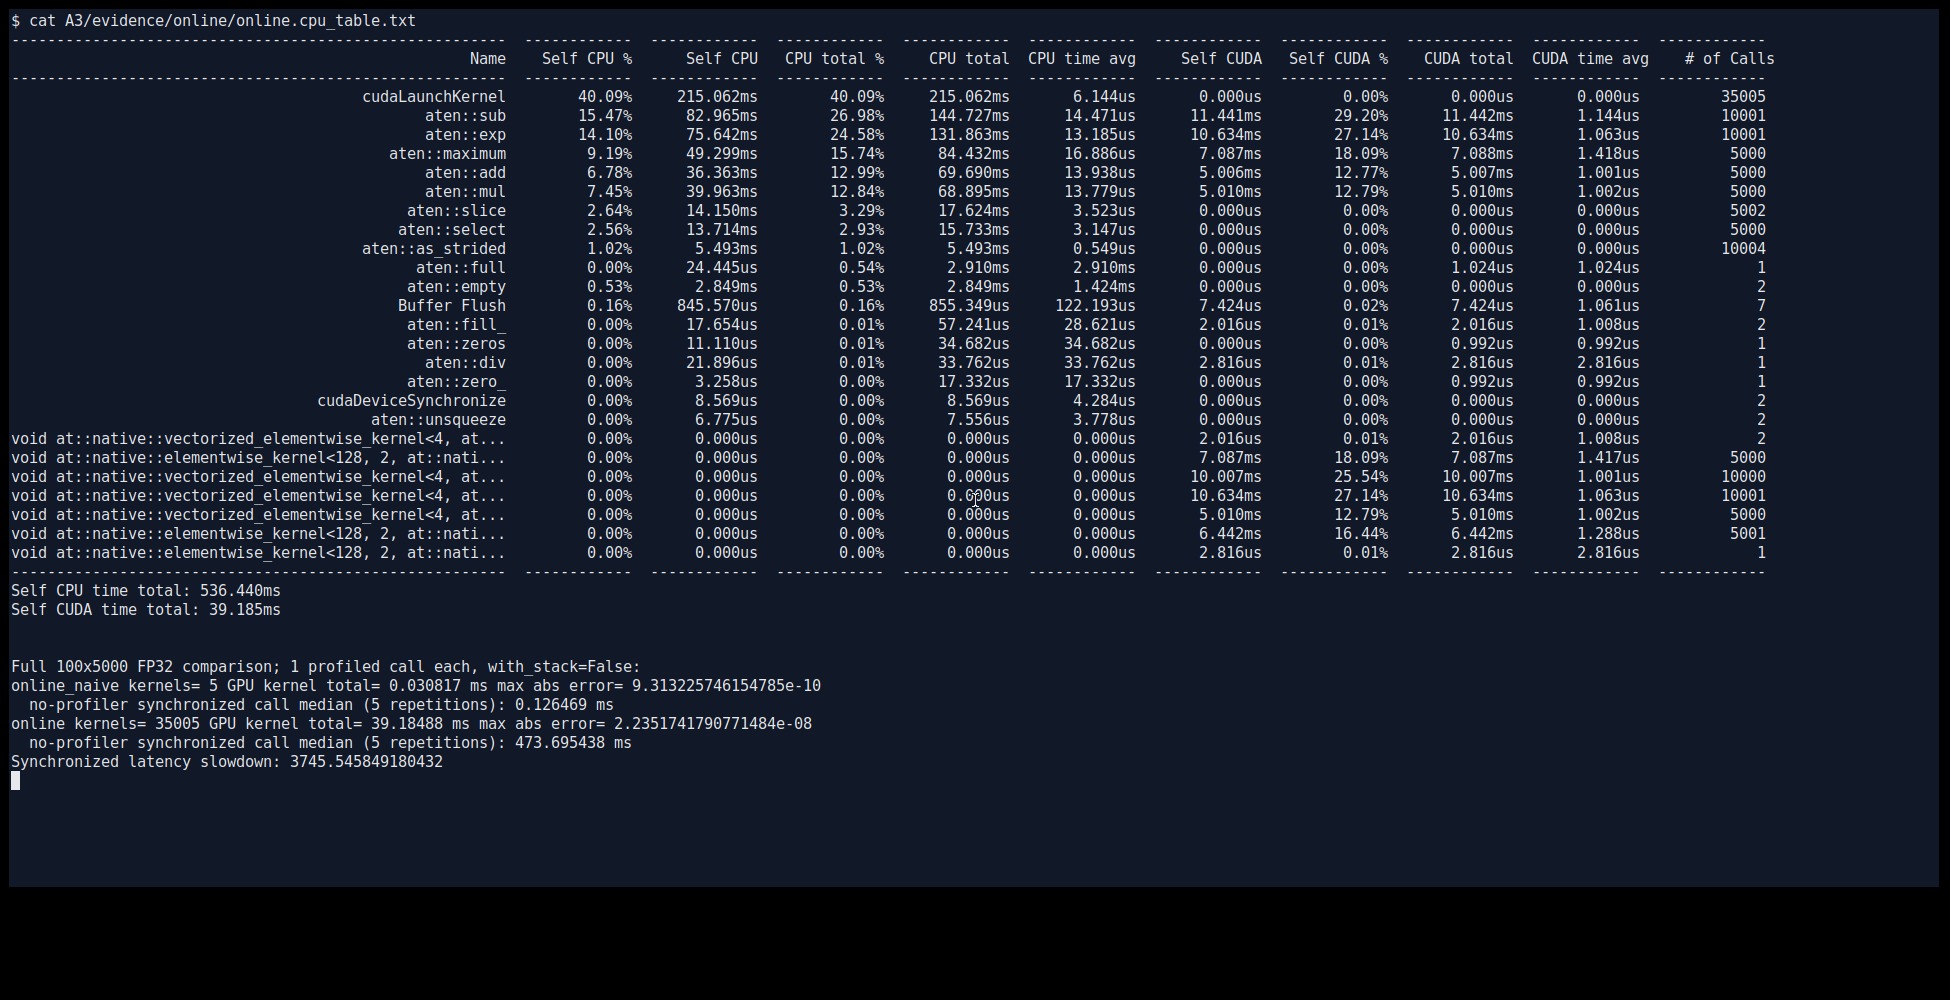 $ cat A3/evidence/online/online.cpu_table.txt
-------------------------------------------------------  ------------  ------------  ------------  ------------  ------------  ------------  ------------  ------------  ------------  ------------
Name    Self CPU %      Self CPU   CPU total %     CPU total  CPU time avg     Self CUDA   Self CUDA %    CUDA total  CUDA time avg    # of Calls
-------------------------------------------------------  ------------  ------------  ------------  ------------  ------------  ------------  ------------  ------------  ------------  ------------
cudaLaunchKernel        40.09%     215.062ms        40.09%     215.062ms       6.144us       0.000us         0.00%       0.000us       0.000us         35005
aten::sub        15.47%      82.965ms        26.98%     144.727ms      14.471us      11.441ms        29.20%      11.442ms       1.144us         10001
aten::exp        14.10%      75.642ms        24.58%     131.863ms      13.185us      10.634ms        27.14%      10.634ms       1.063us         10001
aten::maximum         9.19%      49.299ms        15.74%      84.432ms      16.886us       7.087ms        18.09%       7.088ms       1.418us          5000
aten::add         6.78%      36.363ms        12.99%      69.690ms      13.938us       5.006ms        12.77%       5.007ms       1.001us          5000
aten::mul         7.45%      39.963ms        12.84%      68.895ms      13.779us       5.010ms        12.79%       5.010ms       1.002us          5000
aten::slice         2.64%      14.150ms         3.29%      17.624ms       3.523us       0.000us         0.00%       0.000us       0.000us          5002
aten::select         2.56%      13.714ms         2.93%      15.733ms       3.147us       0.000us         0.00%       0.000us       0.000us          5000
aten::as_strided         1.02%       5.493ms         1.02%       5.493ms       0.549us       0.000us         0.00%       0.000us       0.000us         10004
aten::full         0.00%      24.445us         0.54%       2.910ms       2.910ms       0.000us         0.00%       1.024us       1.024us             1
aten::empty         0.53%       2.849ms         0.53%       2.849ms       1.424ms       0.000us         0.00%       0.000us       0.000us             2
Buffer Flush         0.16%     845.570us         0.16%     855.349us     122.193us       7.424us         0.02%       7.424us       1.061us             7
aten::fill_         0.00%      17.654us         0.01%      57.241us      28.621us       2.016us         0.01%       2.016us       1.008us             2
aten::zeros         0.00%      11.110us         0.01%      34.682us      34.682us       0.000us         0.00%       0.992us       0.992us             1
aten::div         0.00%      21.896us         0.01%      33.762us      33.762us       2.816us         0.01%       2.816us       2.816us             1
aten::zero_         0.00%       3.258us         0.00%      17.332us      17.332us       0.000us         0.00%       0.992us       0.992us             1
cudaDeviceSynchronize         0.00%       8.569us         0.00%       8.569us       4.284us       0.000us         0.00%       0.000us       0.000us             2
aten::unsqueeze         0.00%       6.775us         0.00%       7.556us       3.778us       0.000us         0.00%       0.000us       0.000us             2
void at::native::vectorized_elementwise_kernel<4, at...         0.00%       0.000us         0.00%       0.000us       0.000us       2.016us         0.01%       2.016us       1.008us             2
void at::native::elementwise_kernel<128, 2, at::nati...         0.00%       0.000us         0.00%       0.000us       0.000us       7.087ms        18.09%       7.087ms       1.417us          5000
void at::native::vectorized_elementwise_kernel<4, at...         0.00%       0.000us         0.00%       0.000us       0.000us      10.007ms        25.54%      10.007ms       1.001us         10000
void at::native::vectorized_elementwise_kernel<4, at...         0.00%       0.000us         0.00%       0.000us       0.000us      10.634ms        27.14%      10.634ms       1.063us         10001
void at::native::vectorized_elementwise_kernel<4, at...         0.00%       0.000us         0.00%       0.000us       0.000us       5.010ms        12.79%       5.010ms       1.002us          5000
void at::native::elementwise_kernel<128, 2, at::nati...         0.00%       0.000us         0.00%       0.000us       0.000us       6.442ms        16.44%       6.442ms       1.288us          5001
void at::native::elementwise_kernel<128, 2, at::nati...         0.00%       0.000us         0.00%       0.000us       0.000us       2.816us         0.01%       2.816us       2.816us             1
-------------------------------------------------------  ------------  ------------  ------------  ------------  ------------  ------------  ------------  ------------  ------------  ------------
Self CPU time total: 536.440ms
Self CUDA time total: 39.185ms
Full 100x5000 FP32 comparison; 1 profiled call each, with_stack=False:
online_naive kernels= 5 GPU kernel total= 0.030817 ms max abs error= 9.313225746154785e-10
  no-profiler synchronized call median (5 repetitions): 0.126469 ms
online kernels= 35005 GPU kernel total= 39.18488 ms max abs error= 2.2351741790771484e-08
  no-profiler synchronized call median (5 repetitions): 473.695438 ms
Synchronized latency slowdown: 3745.545849180432